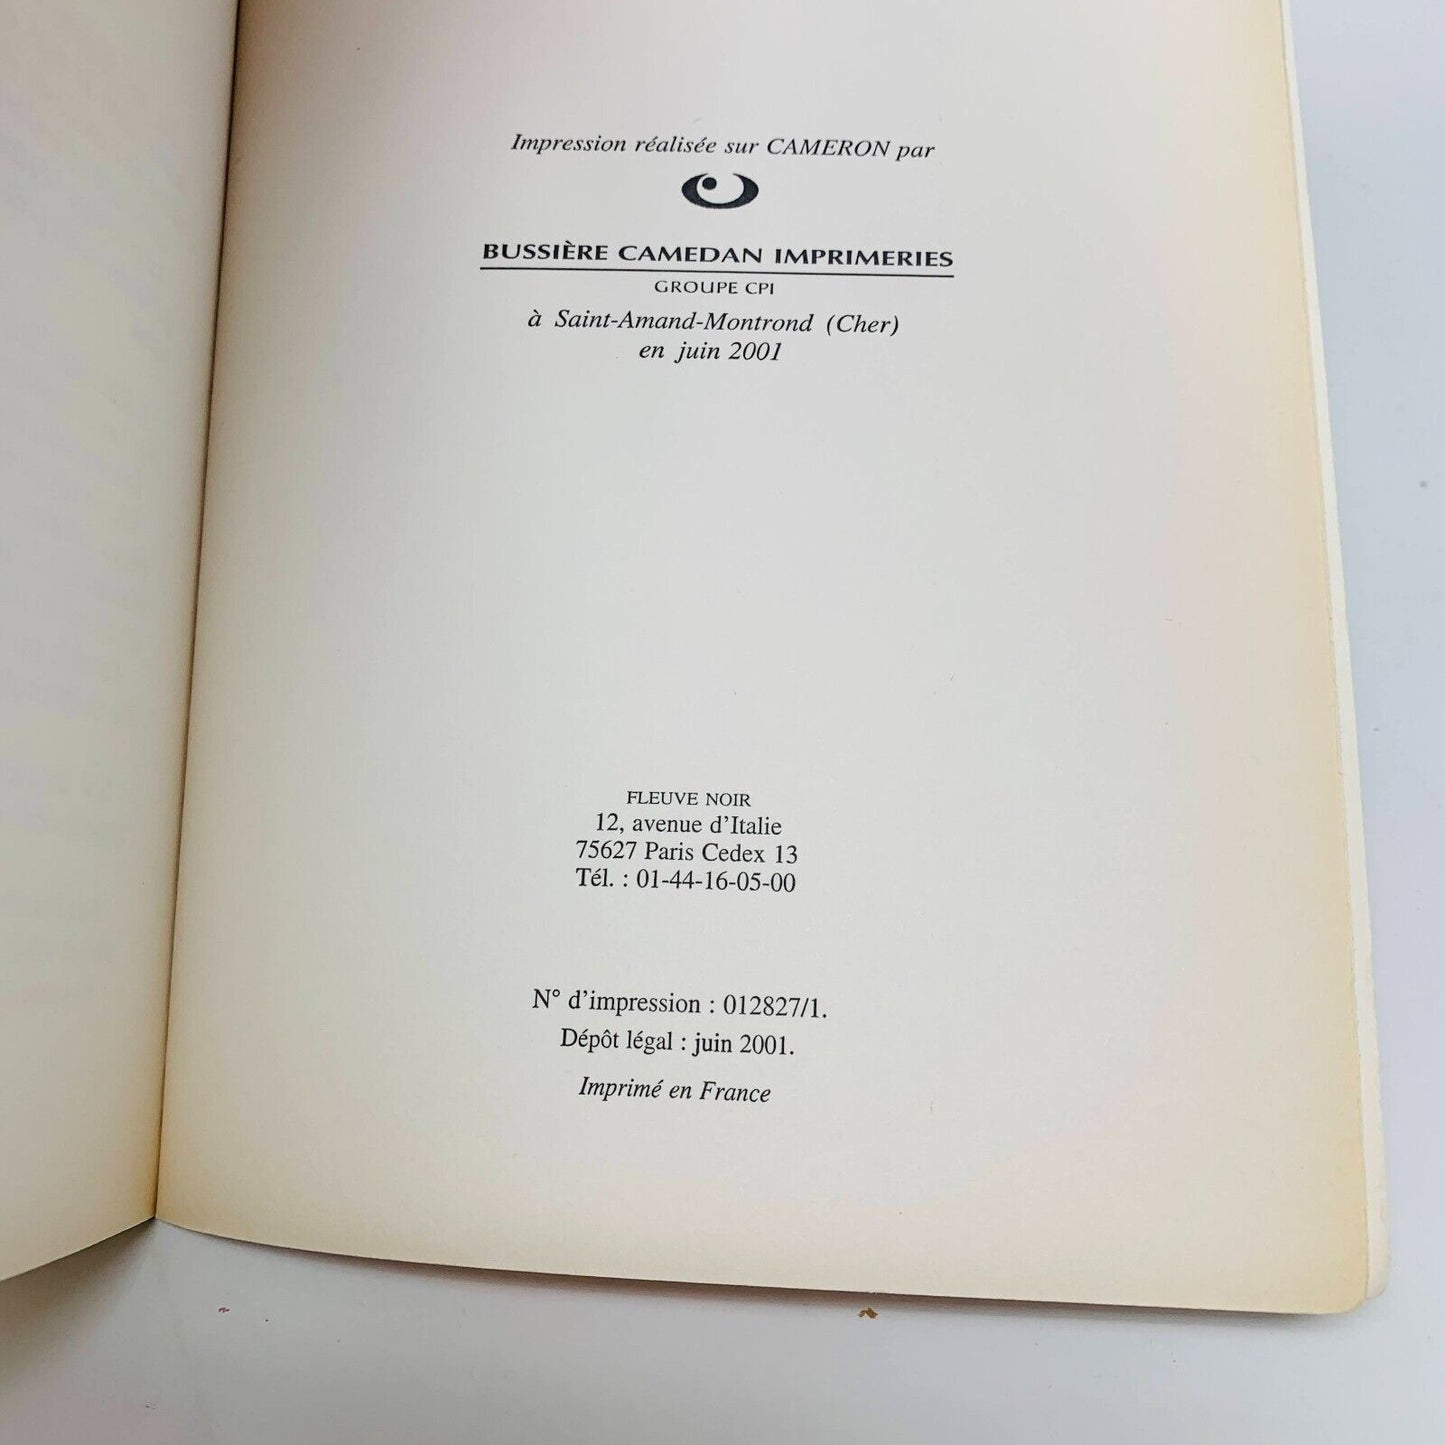 Impression réalisée sur CAMERON par
BUSSIÈRE CAMEDAN IMPRIMERIES
GROUPE CPI
à Saint-Amand-Montrond (Cher)
en juin 2001
FLEUVE NOIR
12, avenue d'Italie
75627 Paris Cedex 13
Tél. : 01-44-16-05-00
N° d'impression : 012827/1.
Dépôt légal : juin 2001.
Imprimé en France